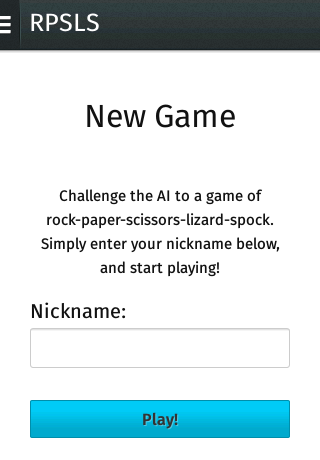 RPSLS
New Game
Challenge the AI to a game of
rock-paper-scissors-lizard-spock.
Simply enter your nickname below,
and start playing!
Nickname:
Play!